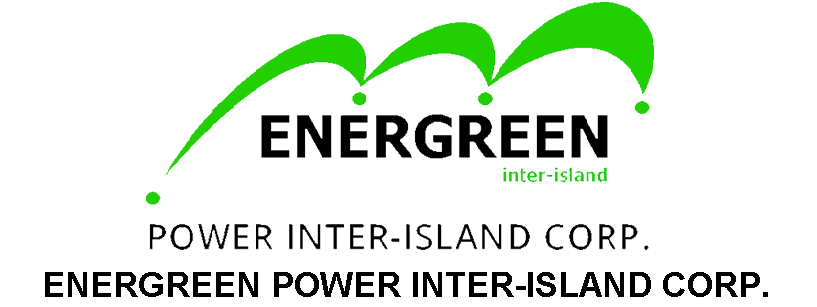 ENERGREEN
inter-island
POWER INTER-ISLAND CORP.
ENERGREEN POWER INTER-ISLAND CORP.